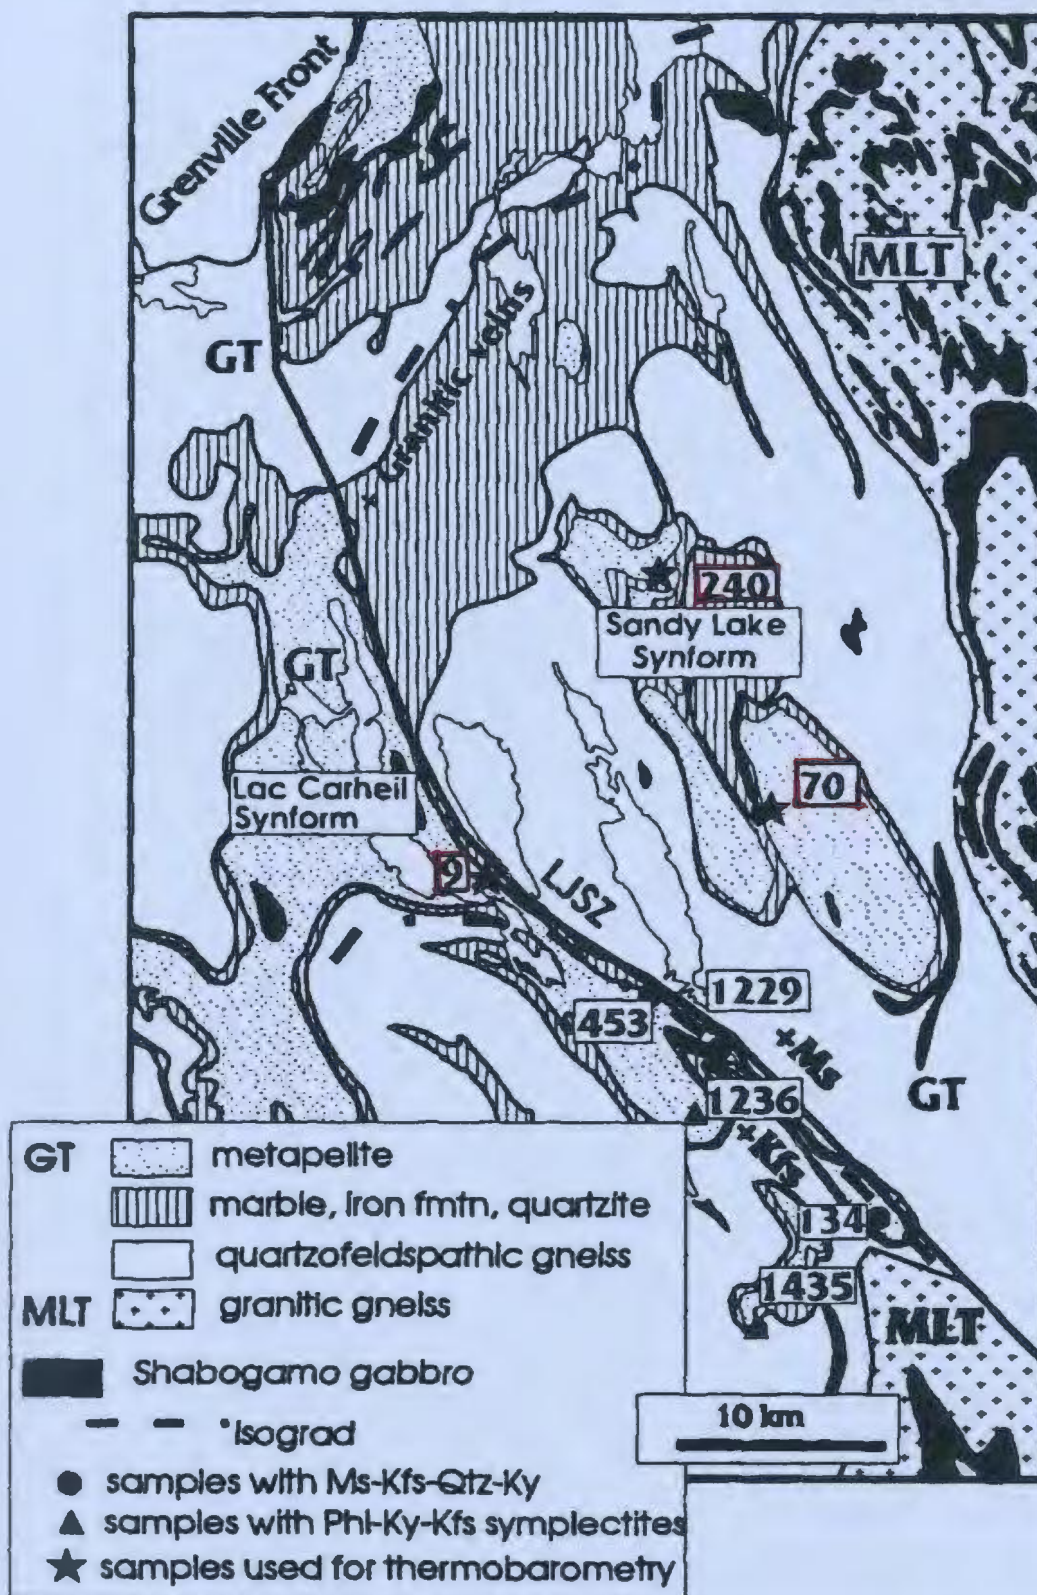 Grenville Front
MLT
GT
+Granitic veins
240
Sandy Lake
Synform
GT
70
Lac Carheil
Synform
9
LJSZ
1229
453
+Ms
GT
1236
+Kfs
134
1435
MLT
GT metapelite
marble, iron fmtn, quartzite
quartzofeldspathic gneiss
MLT granitic gneiss
Shabogamo gabbro
Isograd
samples with Ms-Kfs-Qtz-Ky
samples with Phl-Ky-Kfs symplectites
samples used for thermobarometry
10 km